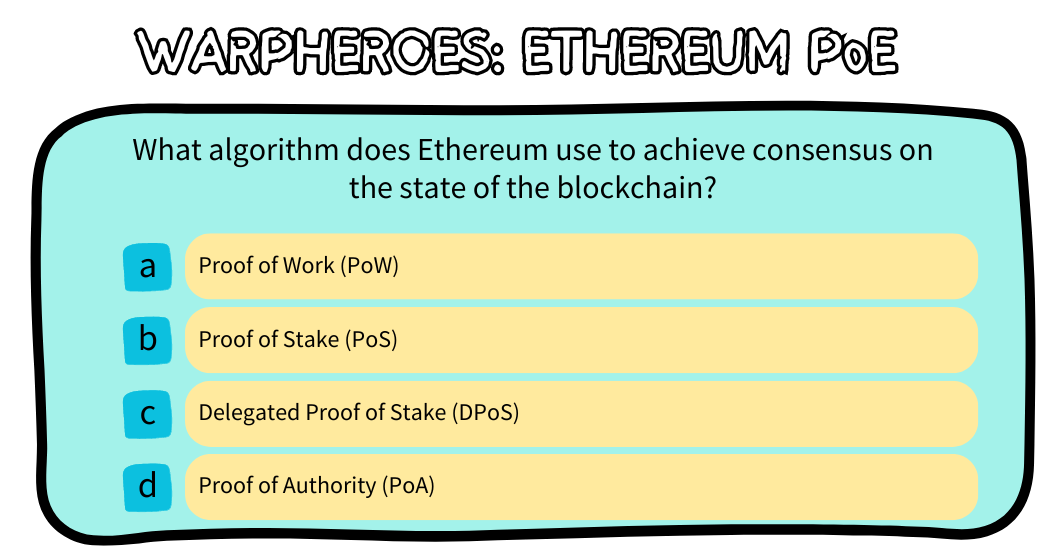 WARPHEROES: ETHEREUM PoE
What algorithm does Ethereum use to achieve consensus on
the state of the blockchain?
a Proof of Work (PoW)
b Proof of Stake (PoS)
c Delegated Proof of Stake (DPoS)
d Proof of Authority (PoA)